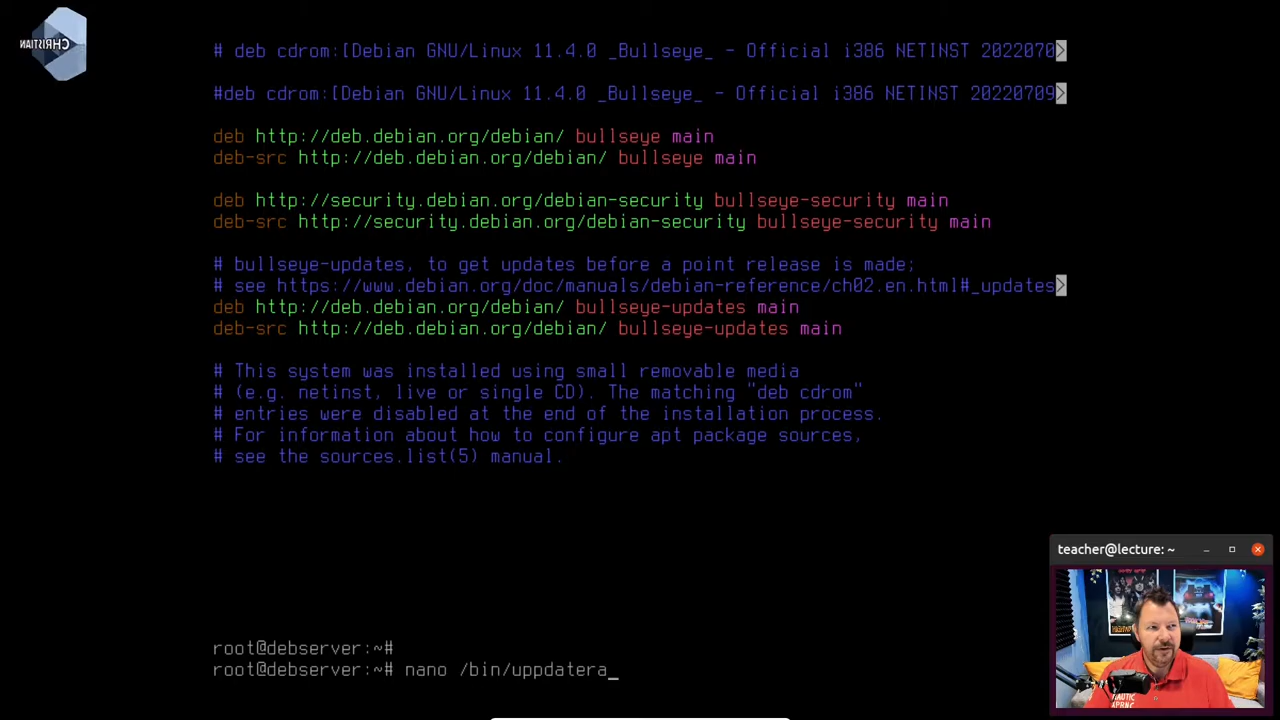 CHRISTIAN
# deb cdrom:[Debian GNU/Linux 11.4.0 _Bullseye_ - Official i386 NETINST 2022070>
#deb cdrom:[Debian GNU/Linux 11.4.0 _Bullseye_ - Official i386 NETINST 20220709>
deb http://deb.debian.org/debian/ bullseye main
deb-src http://deb.debian.org/debian/ bullseye main
deb http://security.debian.org/debian-security bullseye-security main
deb-src http://security.debian.org/debian-security bullseye-security main
# bullseye-updates, to get updates before a point release is made;
# see https://www.debian.org/doc/manuals/debian-reference/ch02.en.html#_updates>
deb http://deb.debian.org/debian/ bullseye-updates main
deb-src http://deb.debian.org/debian/ bullseye-updates main
# This system was installed using small removable media
# (e.g. netinst, live or single CD). The matching "deb cdrom"
# entries were disabled at the end of the installation process.
# For information about how to configure apt package sources,
# see the sources.list(5) manual.
teacher@lecture: ~
root@debserver:~#
root@debserver:~# nano /bin/uppdatera_